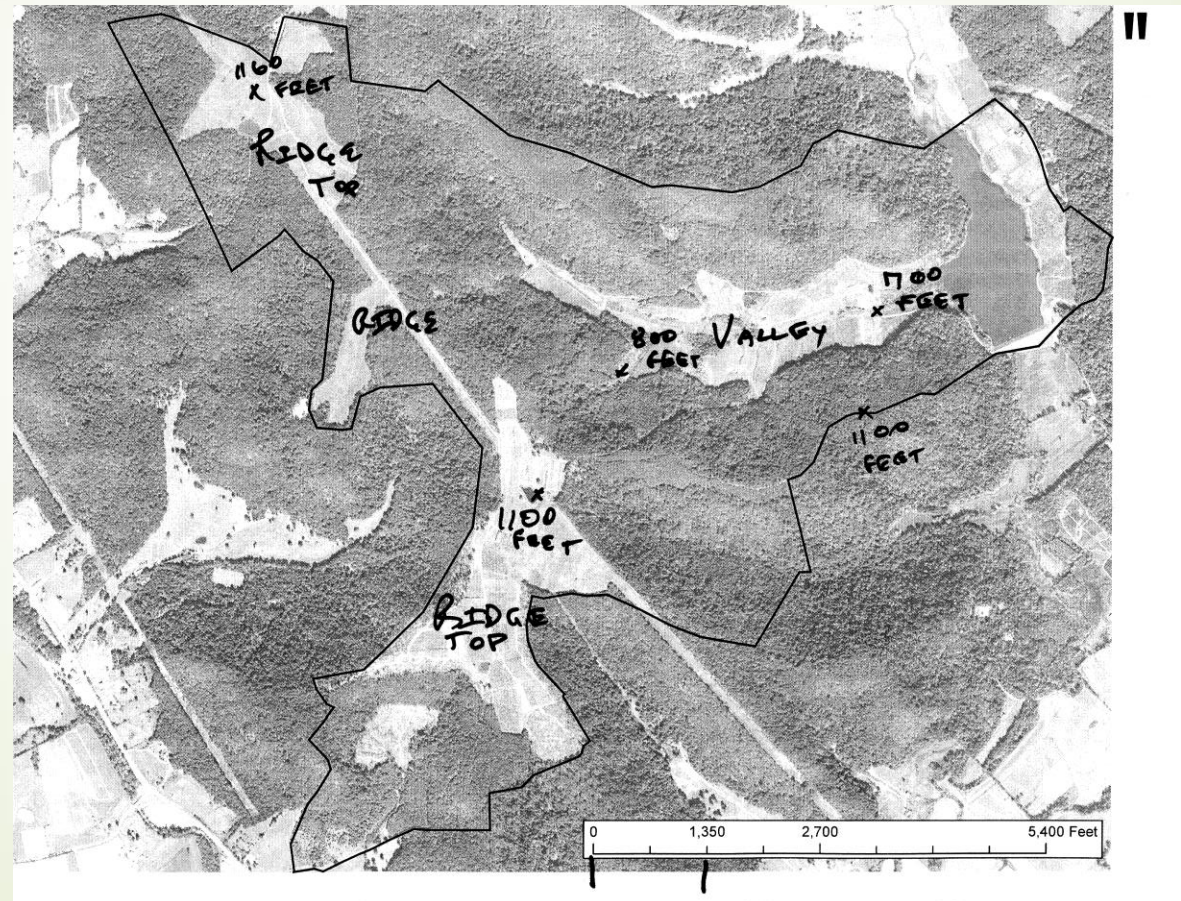 "
1160
X FEET
RIDGE
TOP
700
FEET
RIDGE
800
FEET
VALLEY
1100
FEET
1100
FEET
RIDGE
TOP
0 1,350 2,700 5,400 Feet